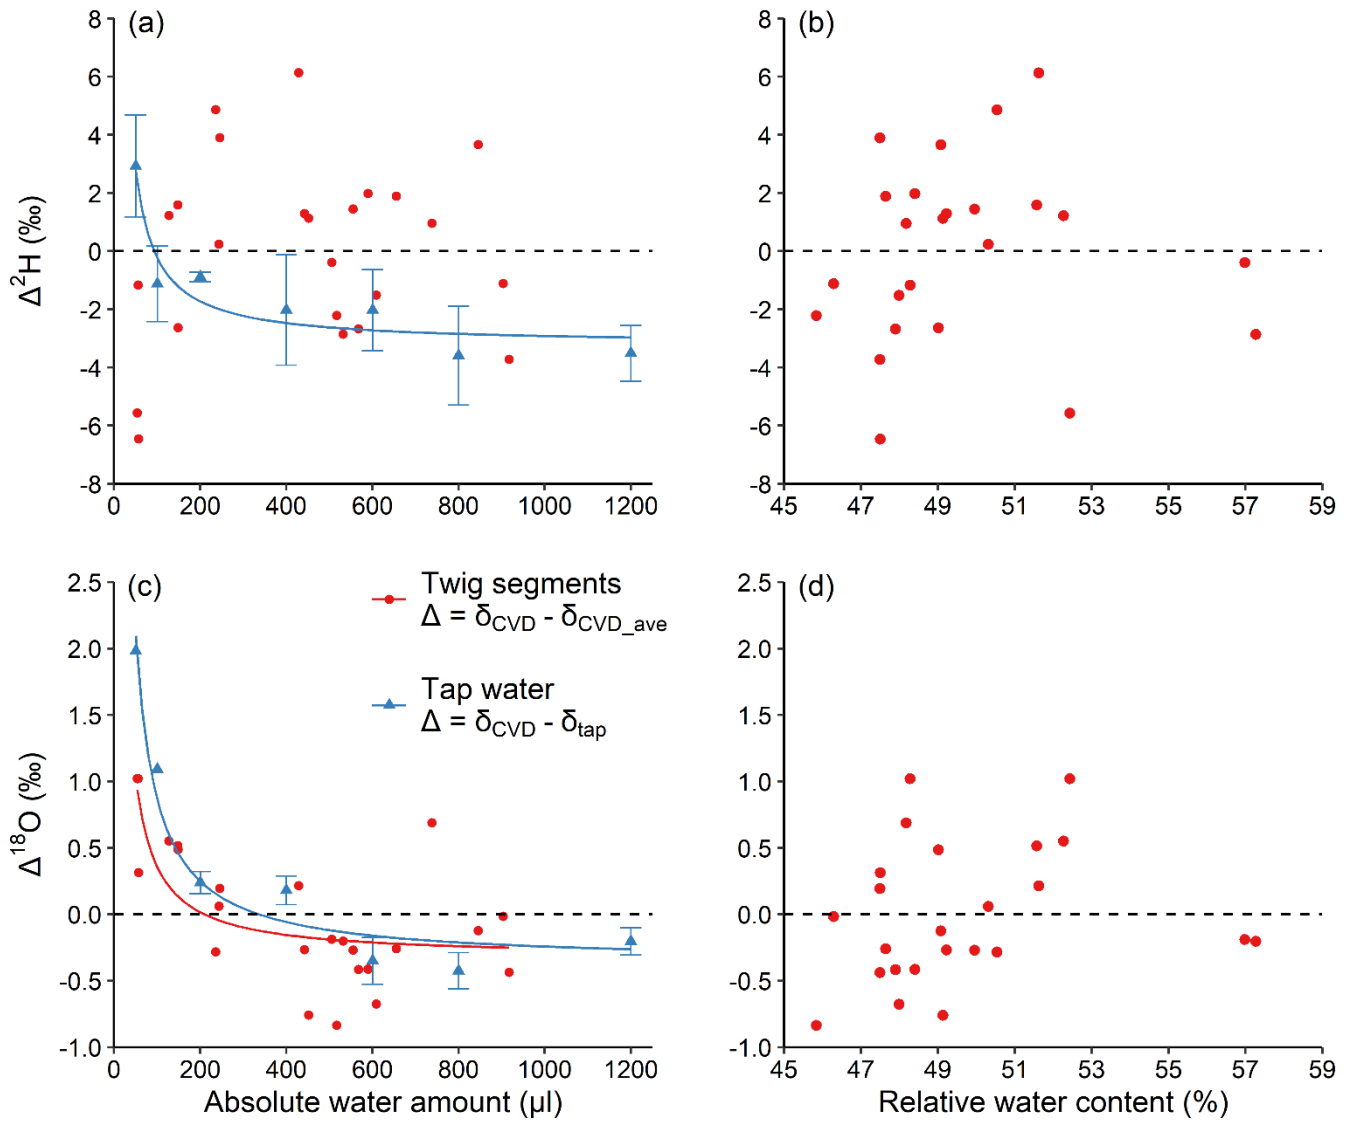 (a)
8
6
4
2
0
-2
-4
-6
-8
Δ²H (‰)
0 200 400 600 800 1000 1200
(b)
8
6
4
2
0
-2
-4
-6
-8
45 47 49 51 53 55 57 59
(c)
2.5
2.0
1.5
1.0
0.5
0.0
-0.5
-1.0
Δ¹⁸O (‰)
Twig segments
Δ = δCVD - δCVD_ave
Tap water
Δ = δCVD - δtap
0 200 400 600 800 1000 1200
Absolute water amount (µl)
(d)
2.5
2.0
1.5
1.0
0.5
0.0
-0.5
-1.0
45 47 49 51 53 55 57 59
Relative water content (%)